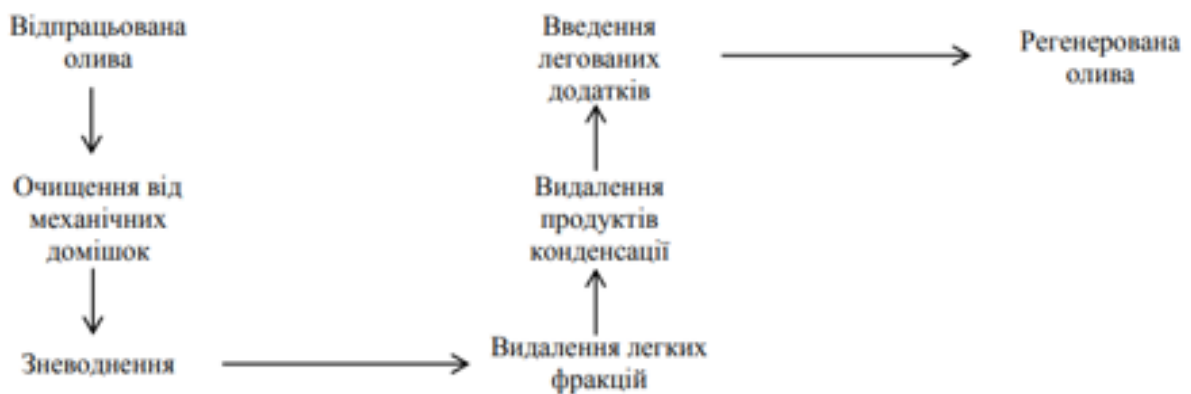 Відпрацьована
олива
Очищення від
механічних
домішок
Зневоднення
Видалення легких
фракцій
Видалення
продуктів
конденсації
Введення
легованих
додатків
Регенерована
олива